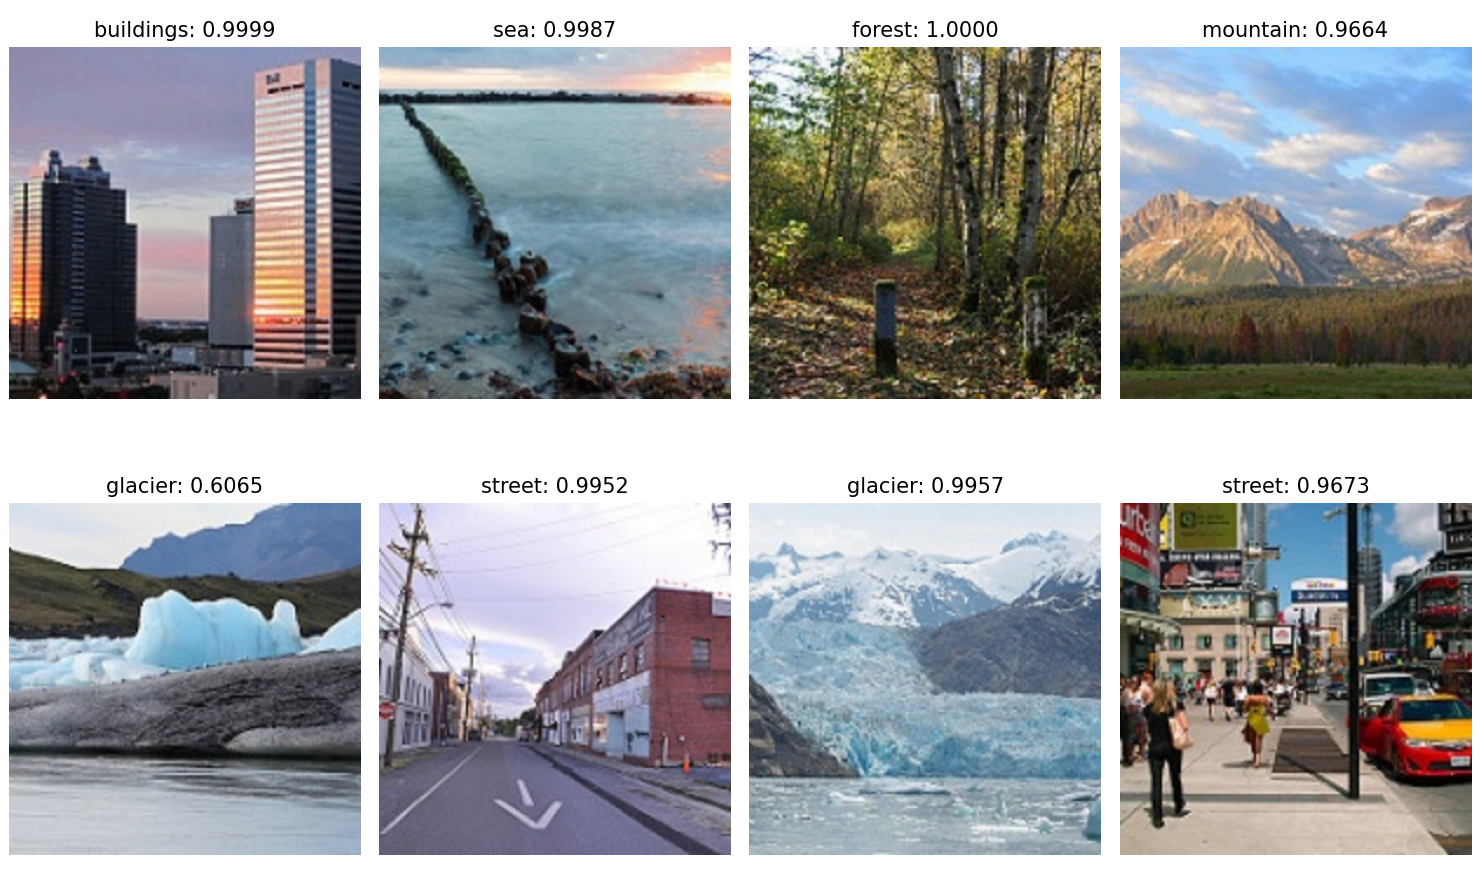 buildings: 0.9999
sea: 0.9987
forest: 1.0000
mountain: 0.9664
Bell
glacier: 0.6065
street: 0.9952
glacier: 0.9957
street: 0.9673